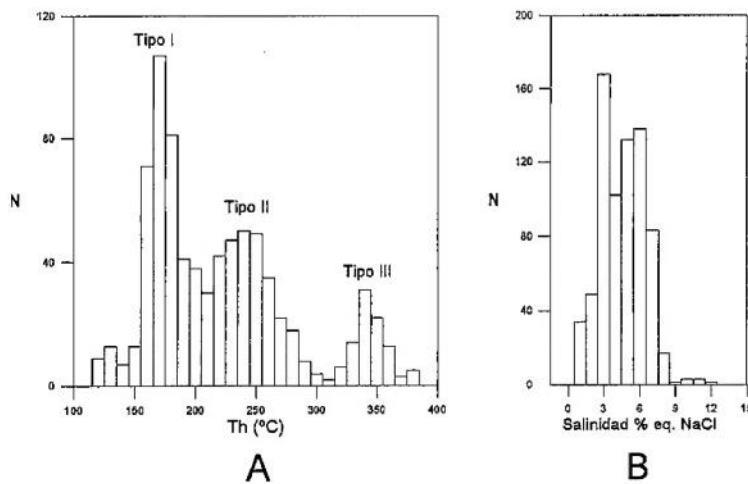 120
80
40
0
N
Tipo I
Tipo II
Tipo III
100 150 200 250 300 350 400
Th (ºC)
A
200
160
120
80
40
0
N
0 3 6 9 12 15
Salinidad % eq. NaCl
B